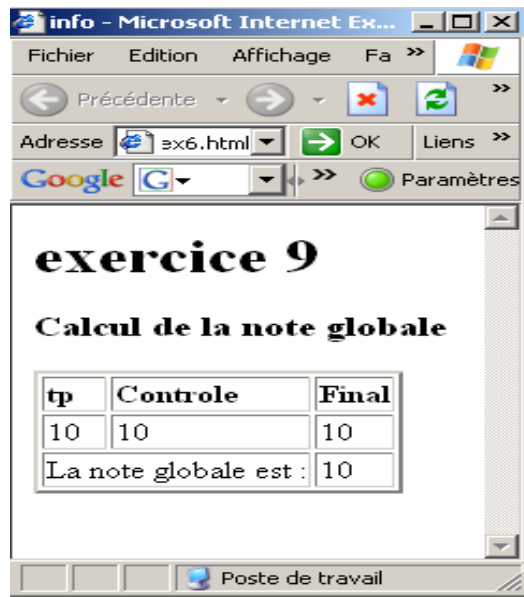 info - Microsoft Internet Ex...
Fichier Edition Affichage Fa »
Précédente »
Adresse ex6.html OK Liens »
Google G » Paramètres
exercice 9
Calcul de la note globale
tp Controle Final
10 10 10
La note globale est : 10
Poste de travail